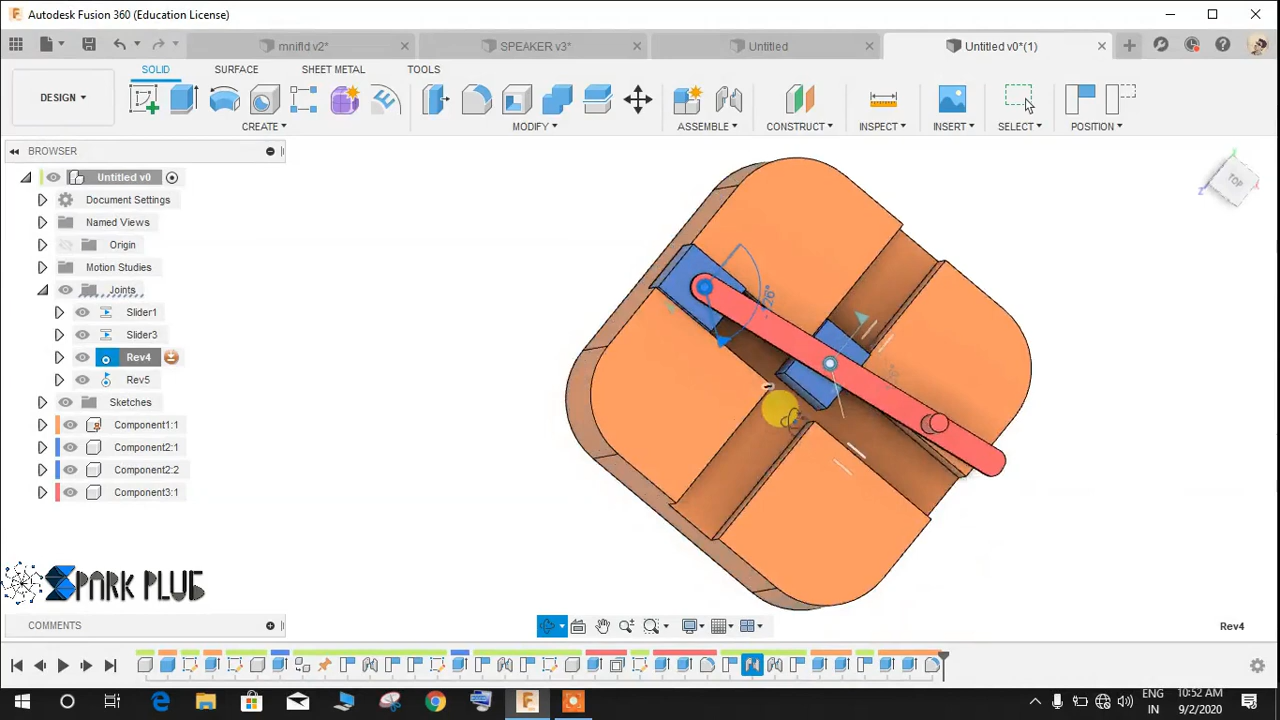 Autodesk Fusion 360 (Education License)
mnifld v2*
SPEAKER v3*
Untitled
Untitled v0*(1)
DESIGN
SOLID
SURFACE
SHEET METAL
TOOLS
CREATE
MODIFY
ASSEMBLE
CONSTRUCT
INSPECT
INSERT
SELECT
POSITION
BROWSER
Untitled v0
Document Settings
Named Views
Origin
Motion Studies
Joints
Slider1
Slider3
Rev4
Rev5
Sketches
Component1:1
Component2:1
Component2:2
Component3:1
TOP
SPARK PLUG
COMMENTS
Rev4
ENG
IN
10:52 AM
9/2/2020